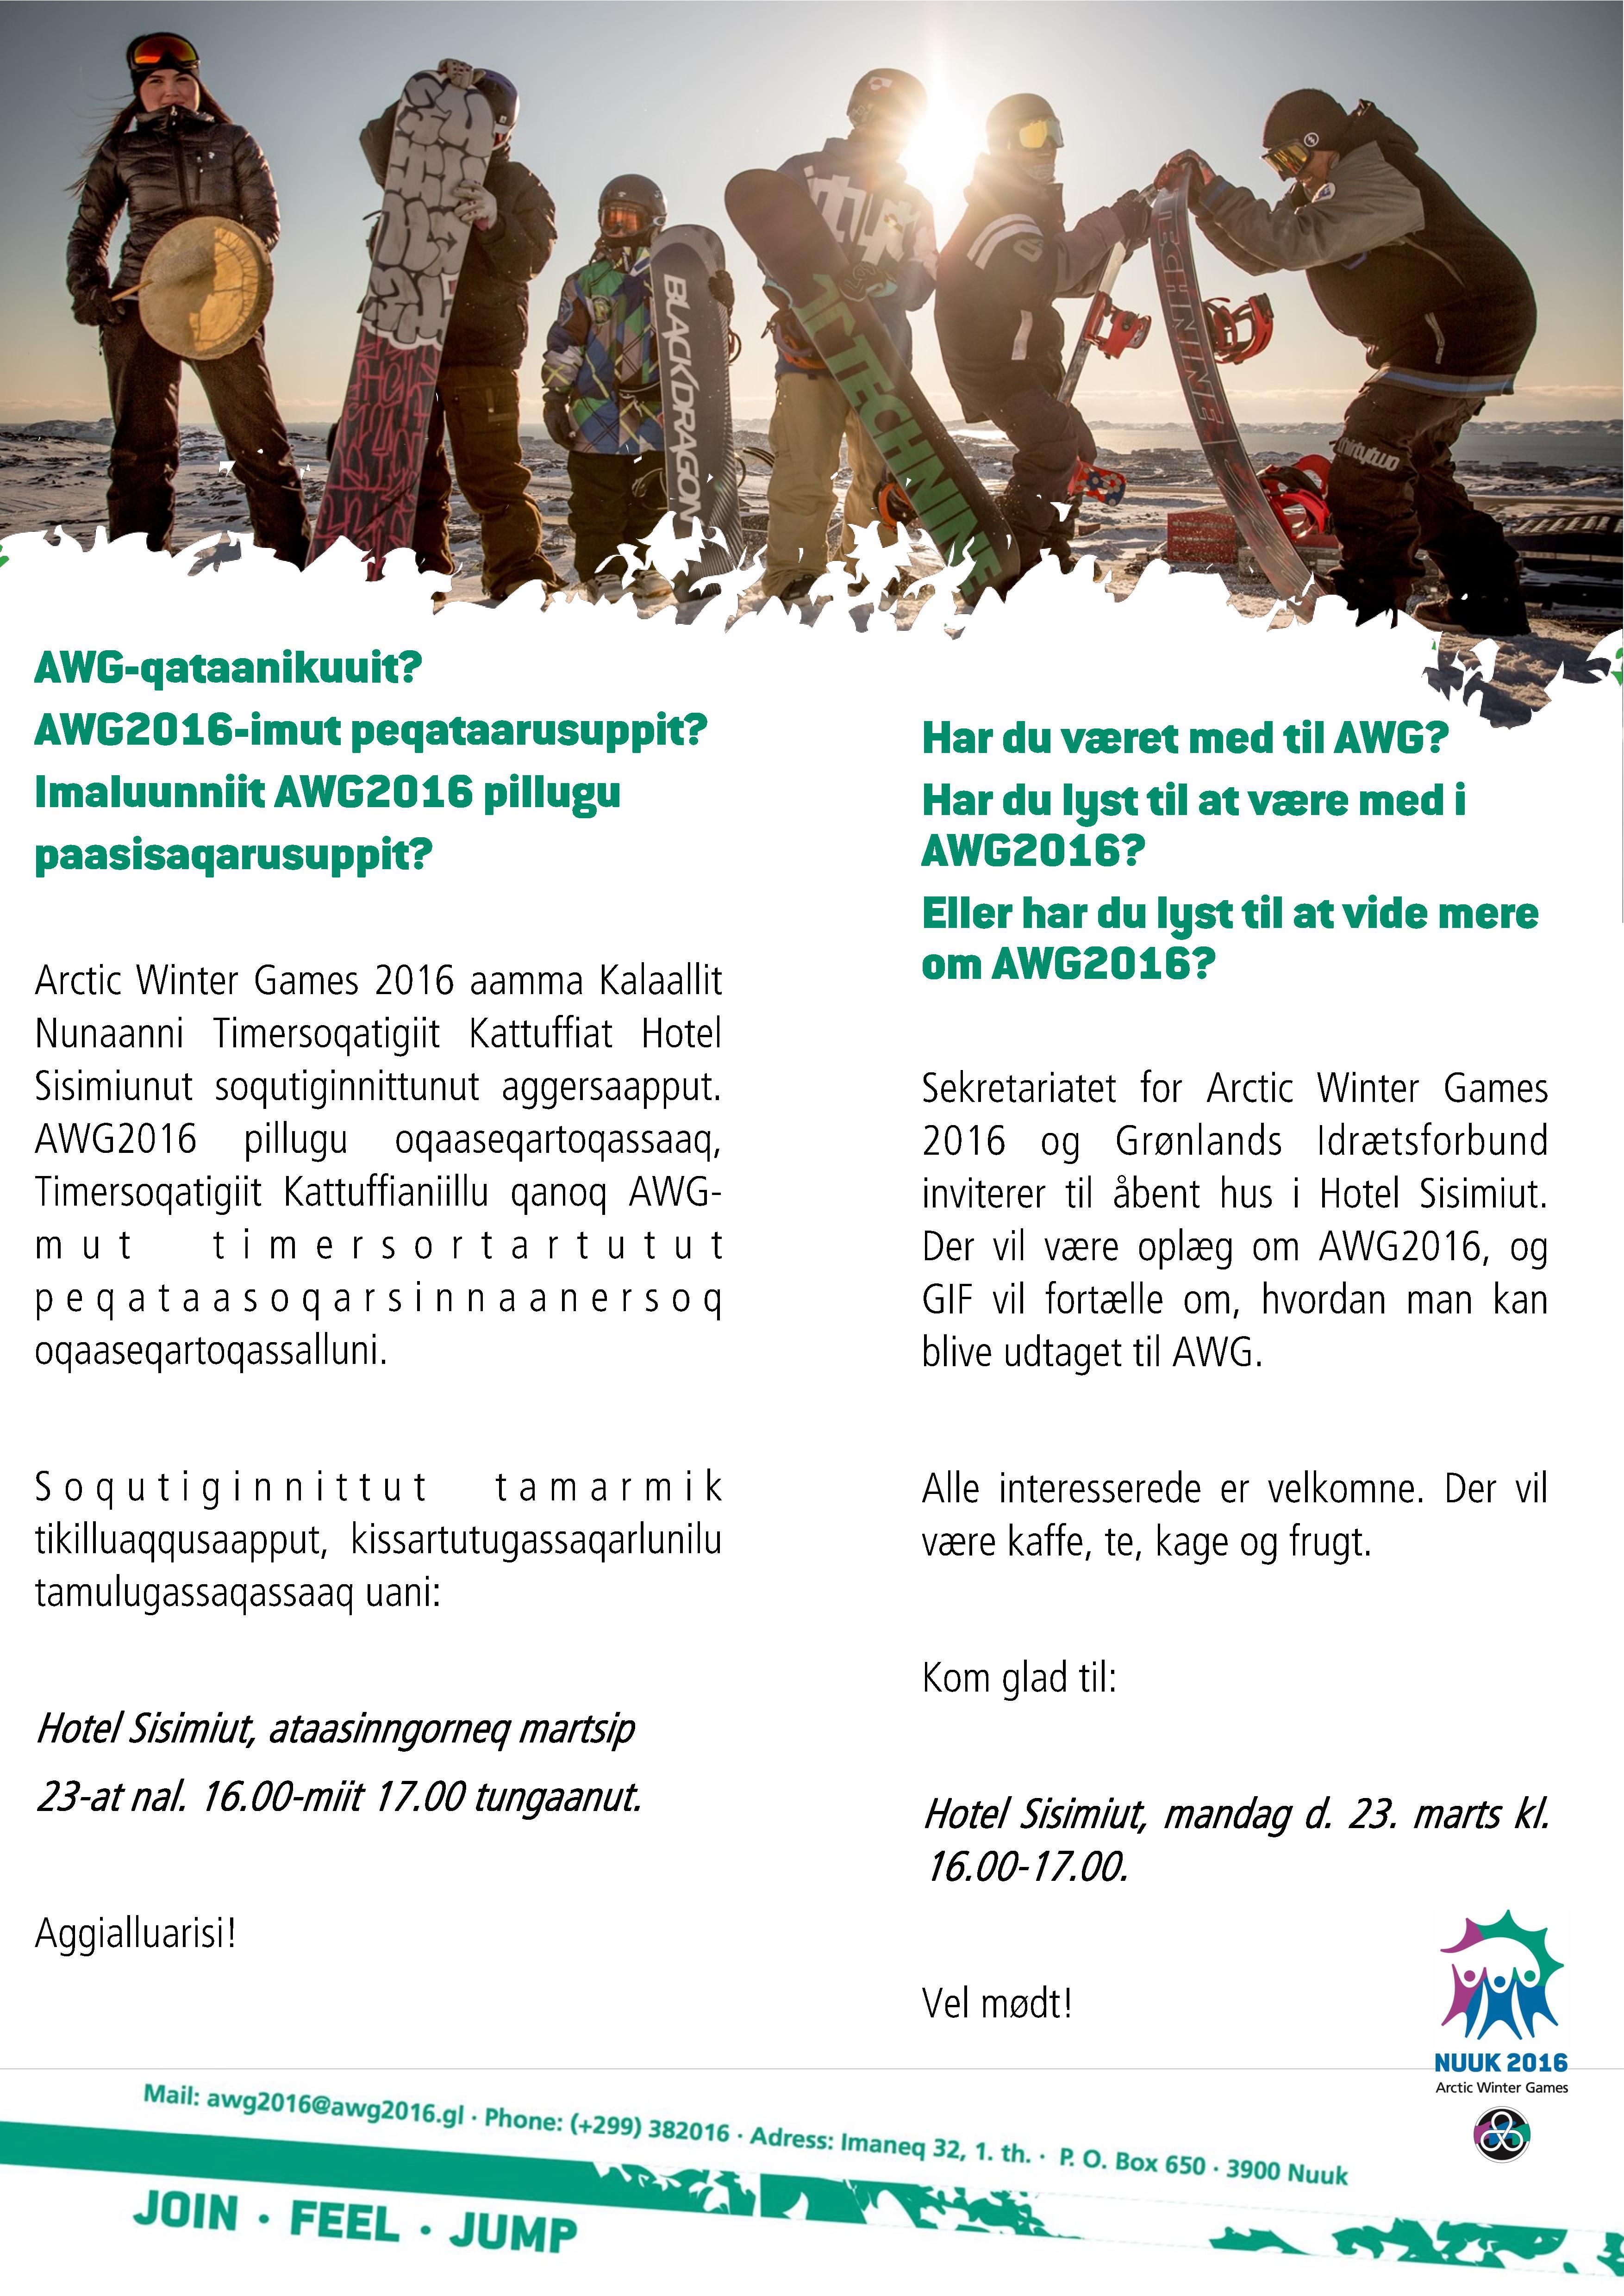 BLACKDRAGON
TECHNINE
TECHNINE
thirtytwo
AWG-qataanikuuit?
AWG2016-imut peqataarusuppit?
Imaluunniit AWG2016 pillugu
paasisaqarusuppit?
Arctic Winter Games 2016 aamma Kalaallit
Nunaanni Timersoqatigiit Kattuffiat Hotel
Sisimiunut soqutiginnittunut aggersaapput.
AWG2016 pillugu oqaaseqartoqassaaq,
Timersoqatigiit Kattuffianiillu qanoq AWG-
mut timersortartutut
peqataasoqarsinnaanersoq
oqaaseqartoqassalluni.
Soqutiginnittut tamarmik
tikilluaqqusaapput, kissartutugassaqarlunilu
tamulugassaqassaaq uani:
Hotel Sisimiut, ataasinngorneq martsip
23-at nal. 16.00-miit 17.00 tungaanut.
Aggialluarisi!
Har du været med til AWG?
Har du lyst til at være med i
AWG2016?
Eller har du lyst til at vide mere
om AWG2016?
Sekretariatet for Arctic Winter Games
2016 og Grønlands Idrætsforbund
inviterer til åbent hus i Hotel Sisimiut.
Der vil være oplæg om AWG2016, og
GIF vil fortælle om, hvordan man kan
blive udtaget til AWG.
Alle interesserede er velkomne. Der vil
være kaffe, te, kage og frugt.
Kom glad til:
Hotel Sisimiut, mandag d. 23. marts kl.
16.00-17.00.
Vel mødt!
NUUK 2016
Arctic Winter Games
Mail: awg2016@awg2016.gl · Phone: (+299) 382016 · Adress: Imaneq 32, 1. th. · P. O. Box 650 · 3900 Nuuk
JOIN · FEEL · JUMP